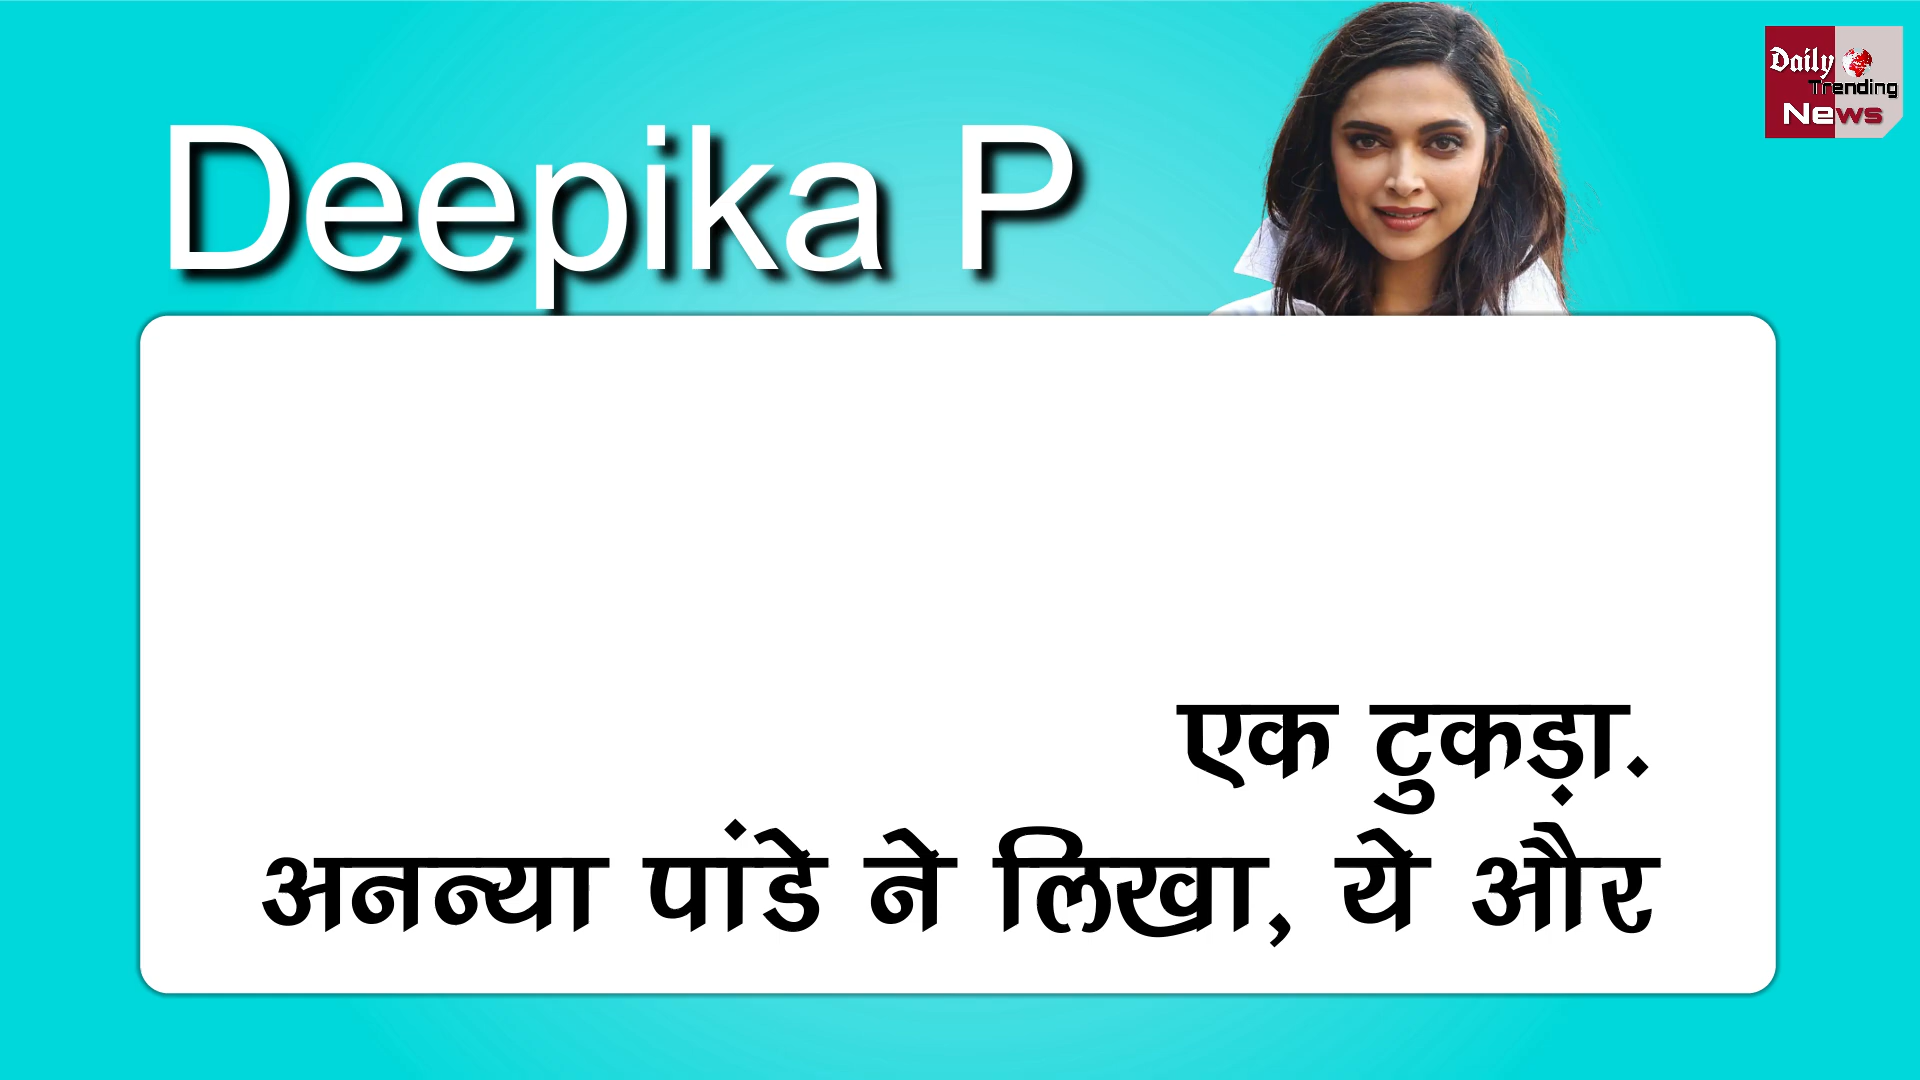 Deepika P
Daily
Trending
News
एक टुकड़ा.
अनन्या पांडे ने लिखा, ये और